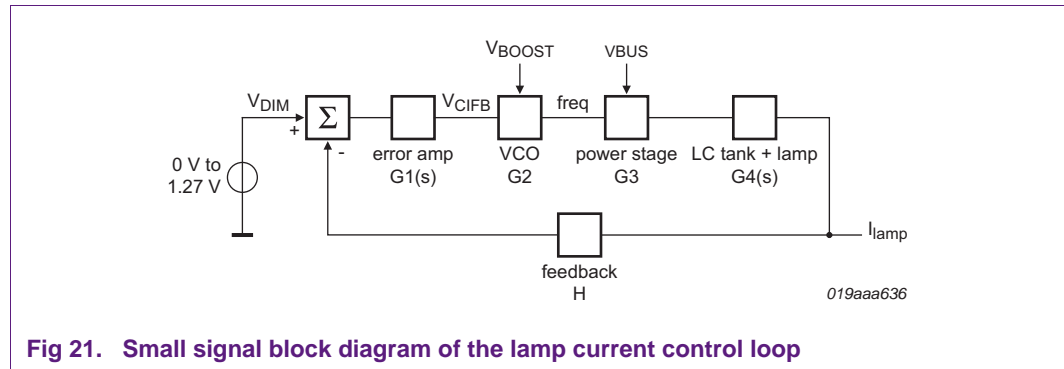 VBOOST
VBUS
VDIM
VCIFB
freq
+
Σ
-
error amp
G1(s)
VCO
G2
power stage
G3
LC tank + lamp
G4(s)
0 V to
1.27 V
Ilamp
feedback
H
019aaa636
Fig 21. Small signal block diagram of the lamp current control loop